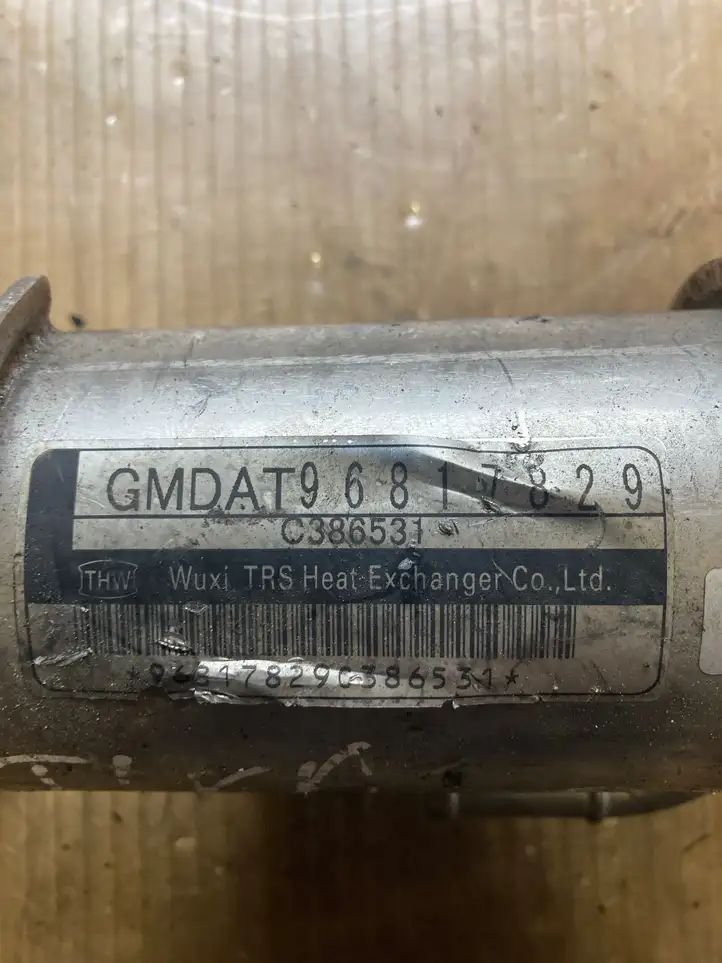 GMDAT96817829
C386531
THW Wuxi TRS Heat Exchanger Co.,Ltd.
*96817829C386531*